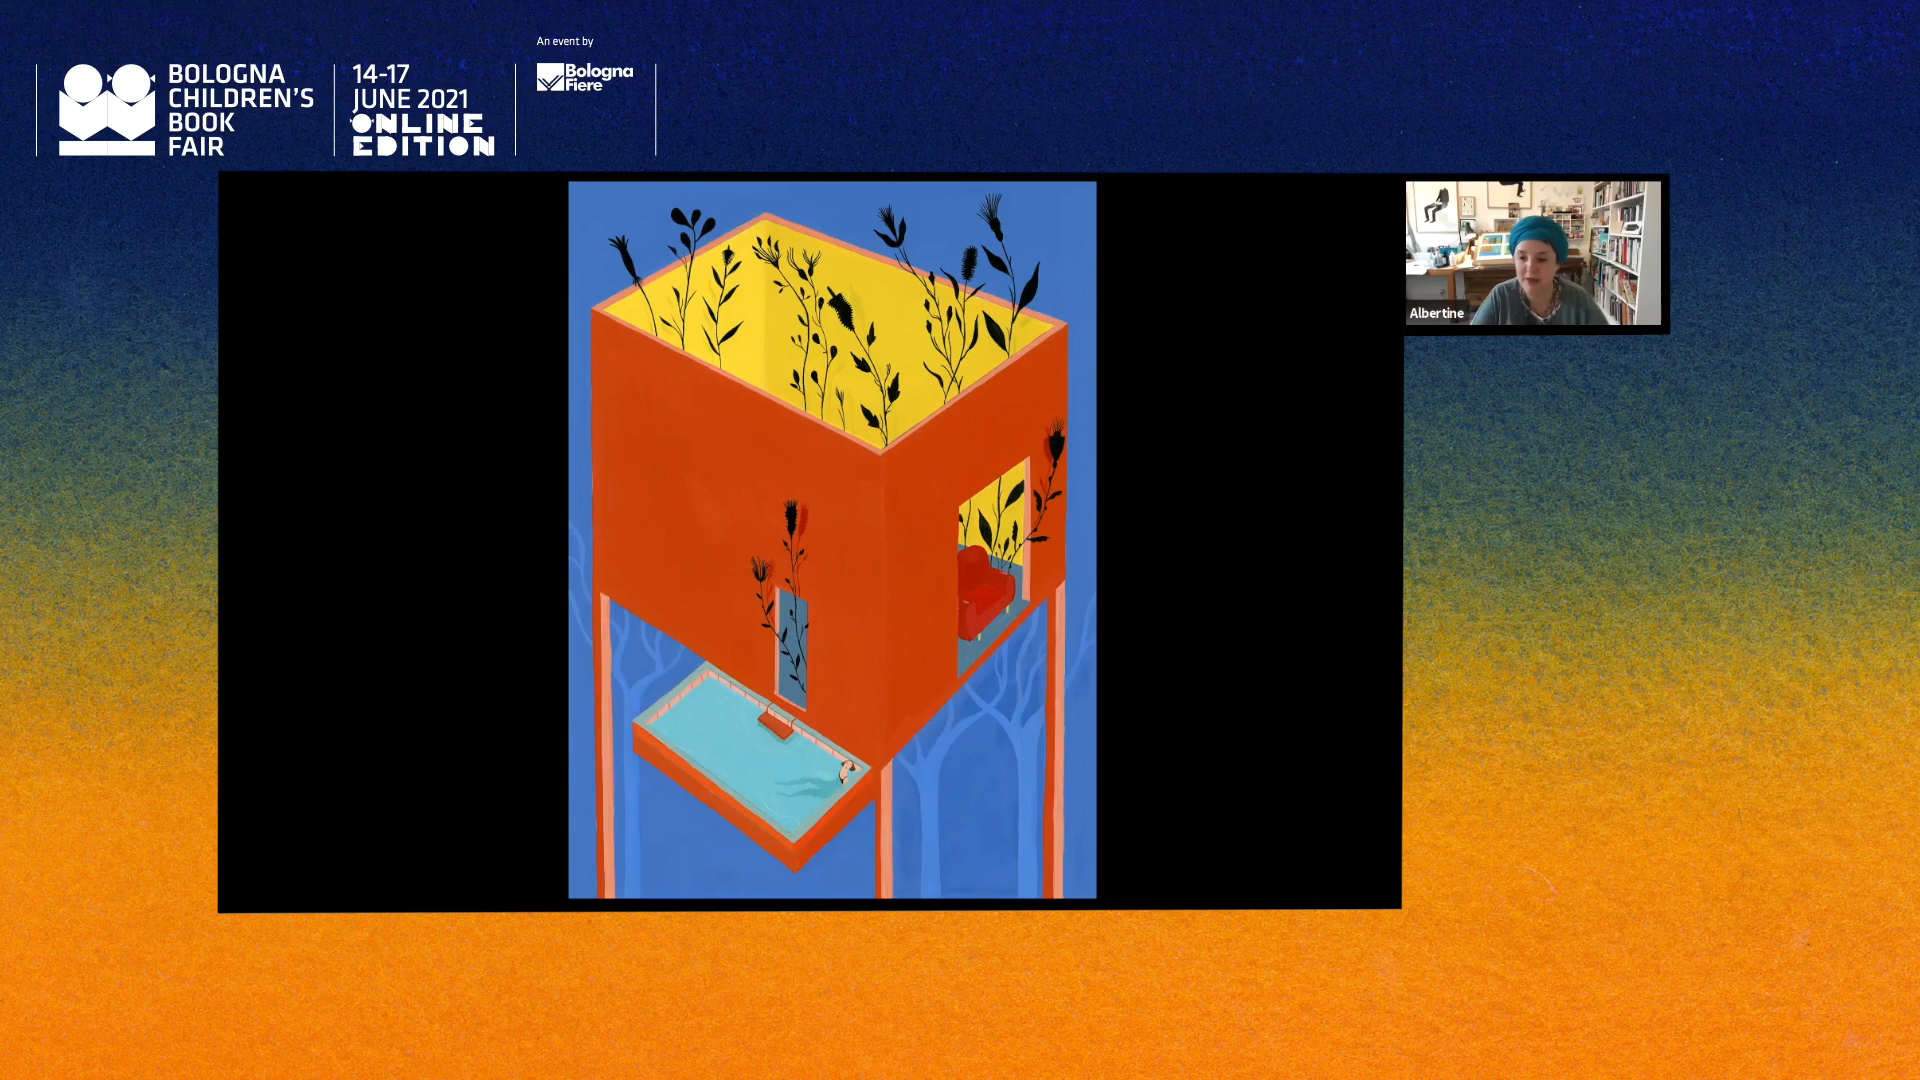 An event by
BOLOGNA
CHILDREN'S
BOOK
FAIR
14-17
JUNE 2021
ONLINE
EDITION
Bologna
Fiere
Albertine